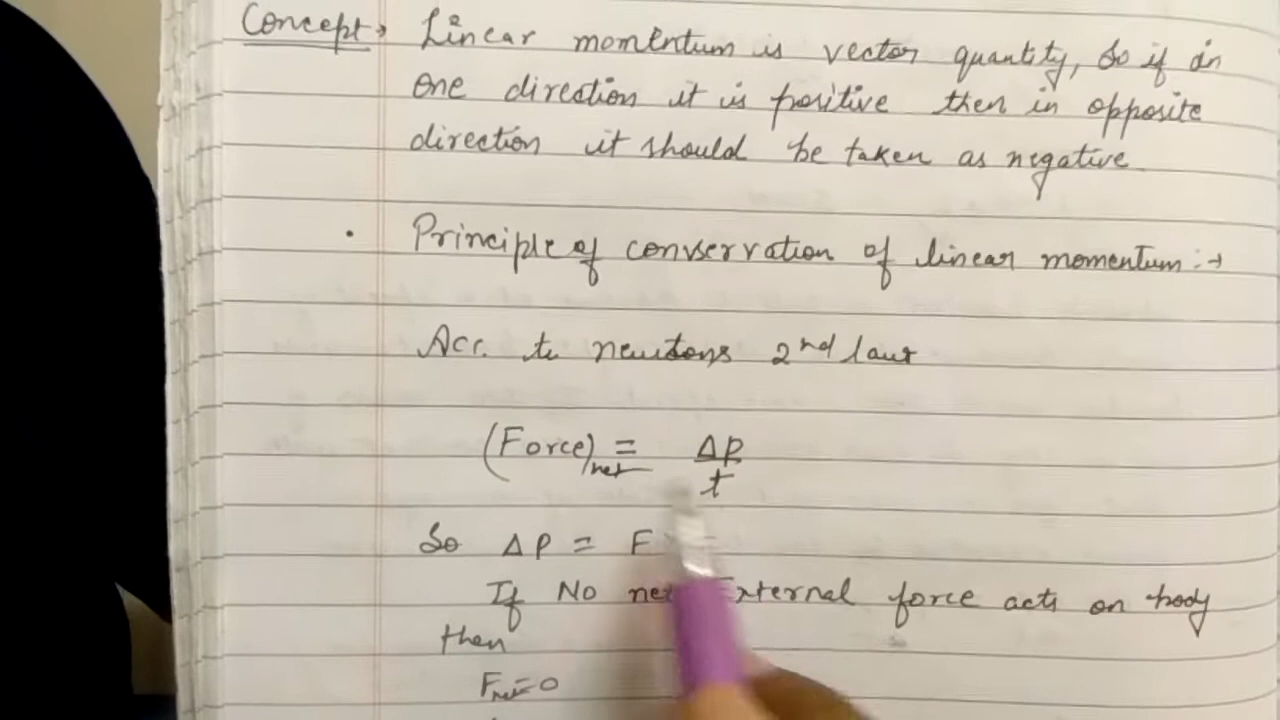 Concept → Linear momentum is vector quantity, So if in
one direction it is positive then in opposite
direction it should be taken as negative
• Principle of conservation of linear momentum :→
Acc. to newtons 2nd law
(Force)net = ΔP
t
So ΔP = F
If No net External force acts on body
then
Fnet = 0